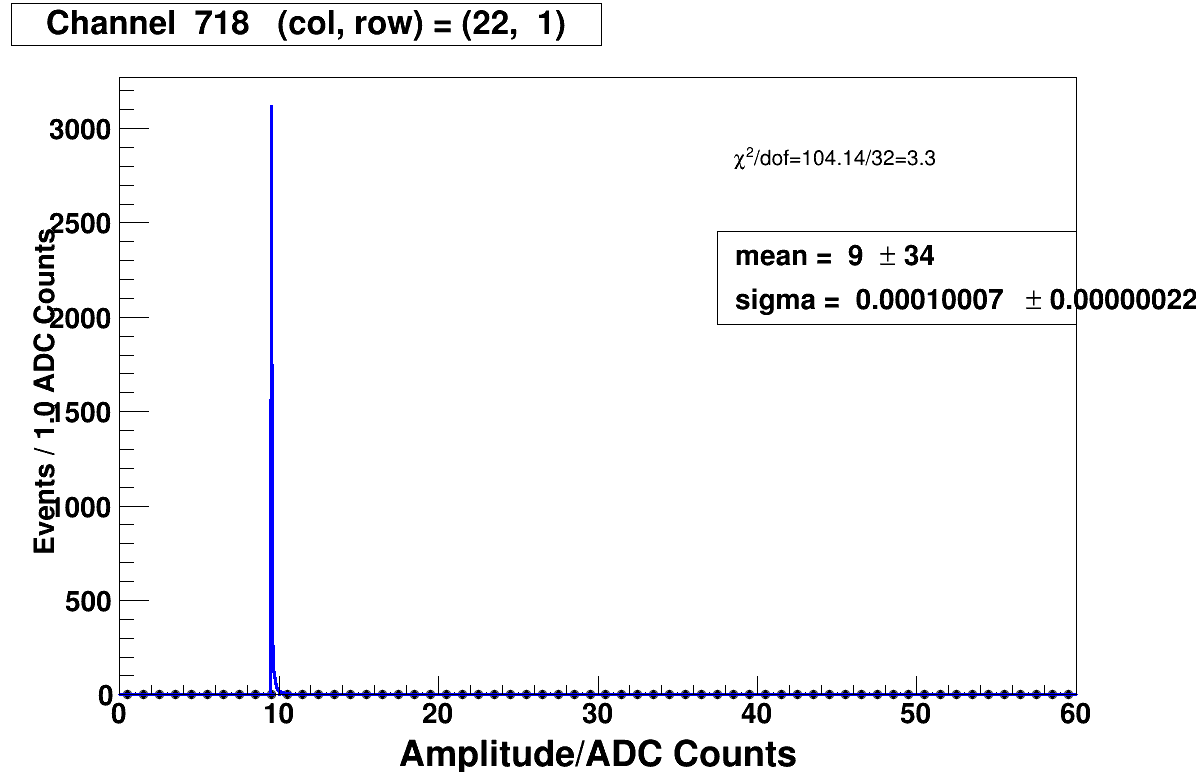 Channel 718 (col, row) = (22, 1)
3000
χ²/dof=104.14/32=3.3
2500
mean = 9 ± 34
sigma = 0.00010007 ± 0.00000022
2000
1500
1000
500
0
Events / 1.0 ADC Counts
0 10 20 30 40 50 60
Amplitude/ADC Counts